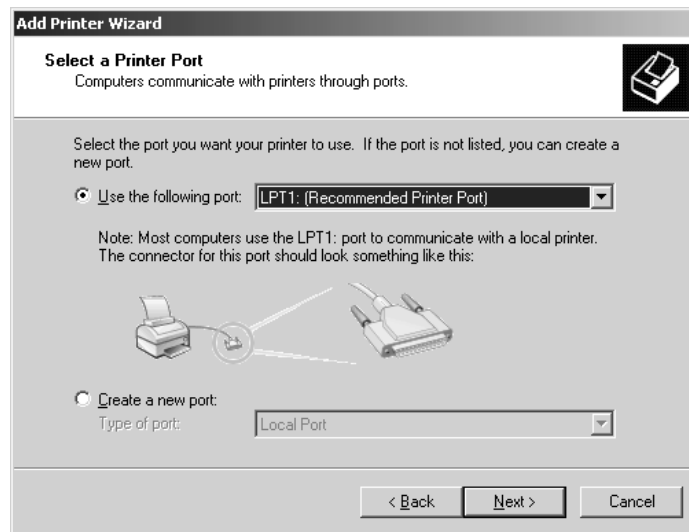 Add Printer Wizard
Select a Printer Port
Computers communicate with printers through ports.
Select the port you want your printer to use. If the port is not listed, you can create a
new port.
Use the following port: LPT1: (Recommended Printer Port)
Note: Most computers use the LPT1: port to communicate with a local printer.
The connector for this port should look something like this:
Create a new port:
Type of port: Local Port
< Back Next > Cancel